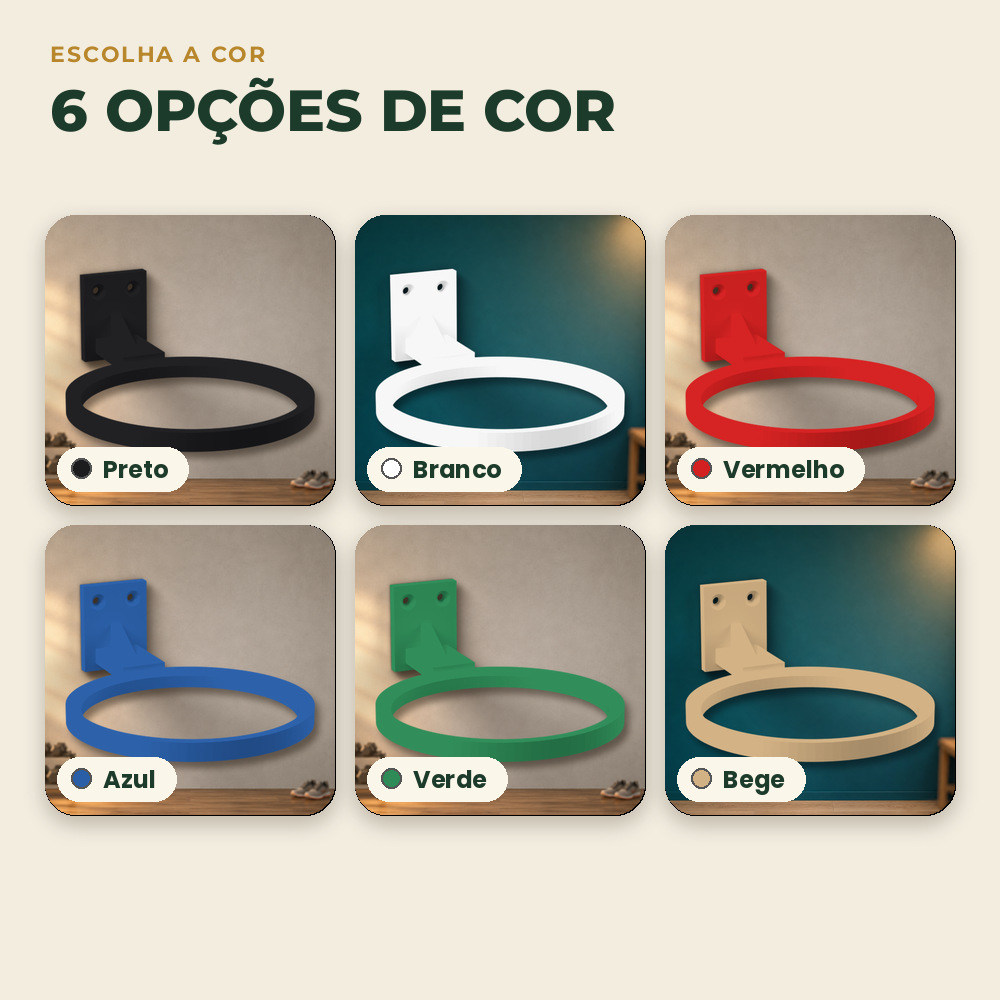 ESCOLHA A COR
6 OPÇÕES DE COR
Preto
Branco
Vermelho
Azul
Verde
Bege